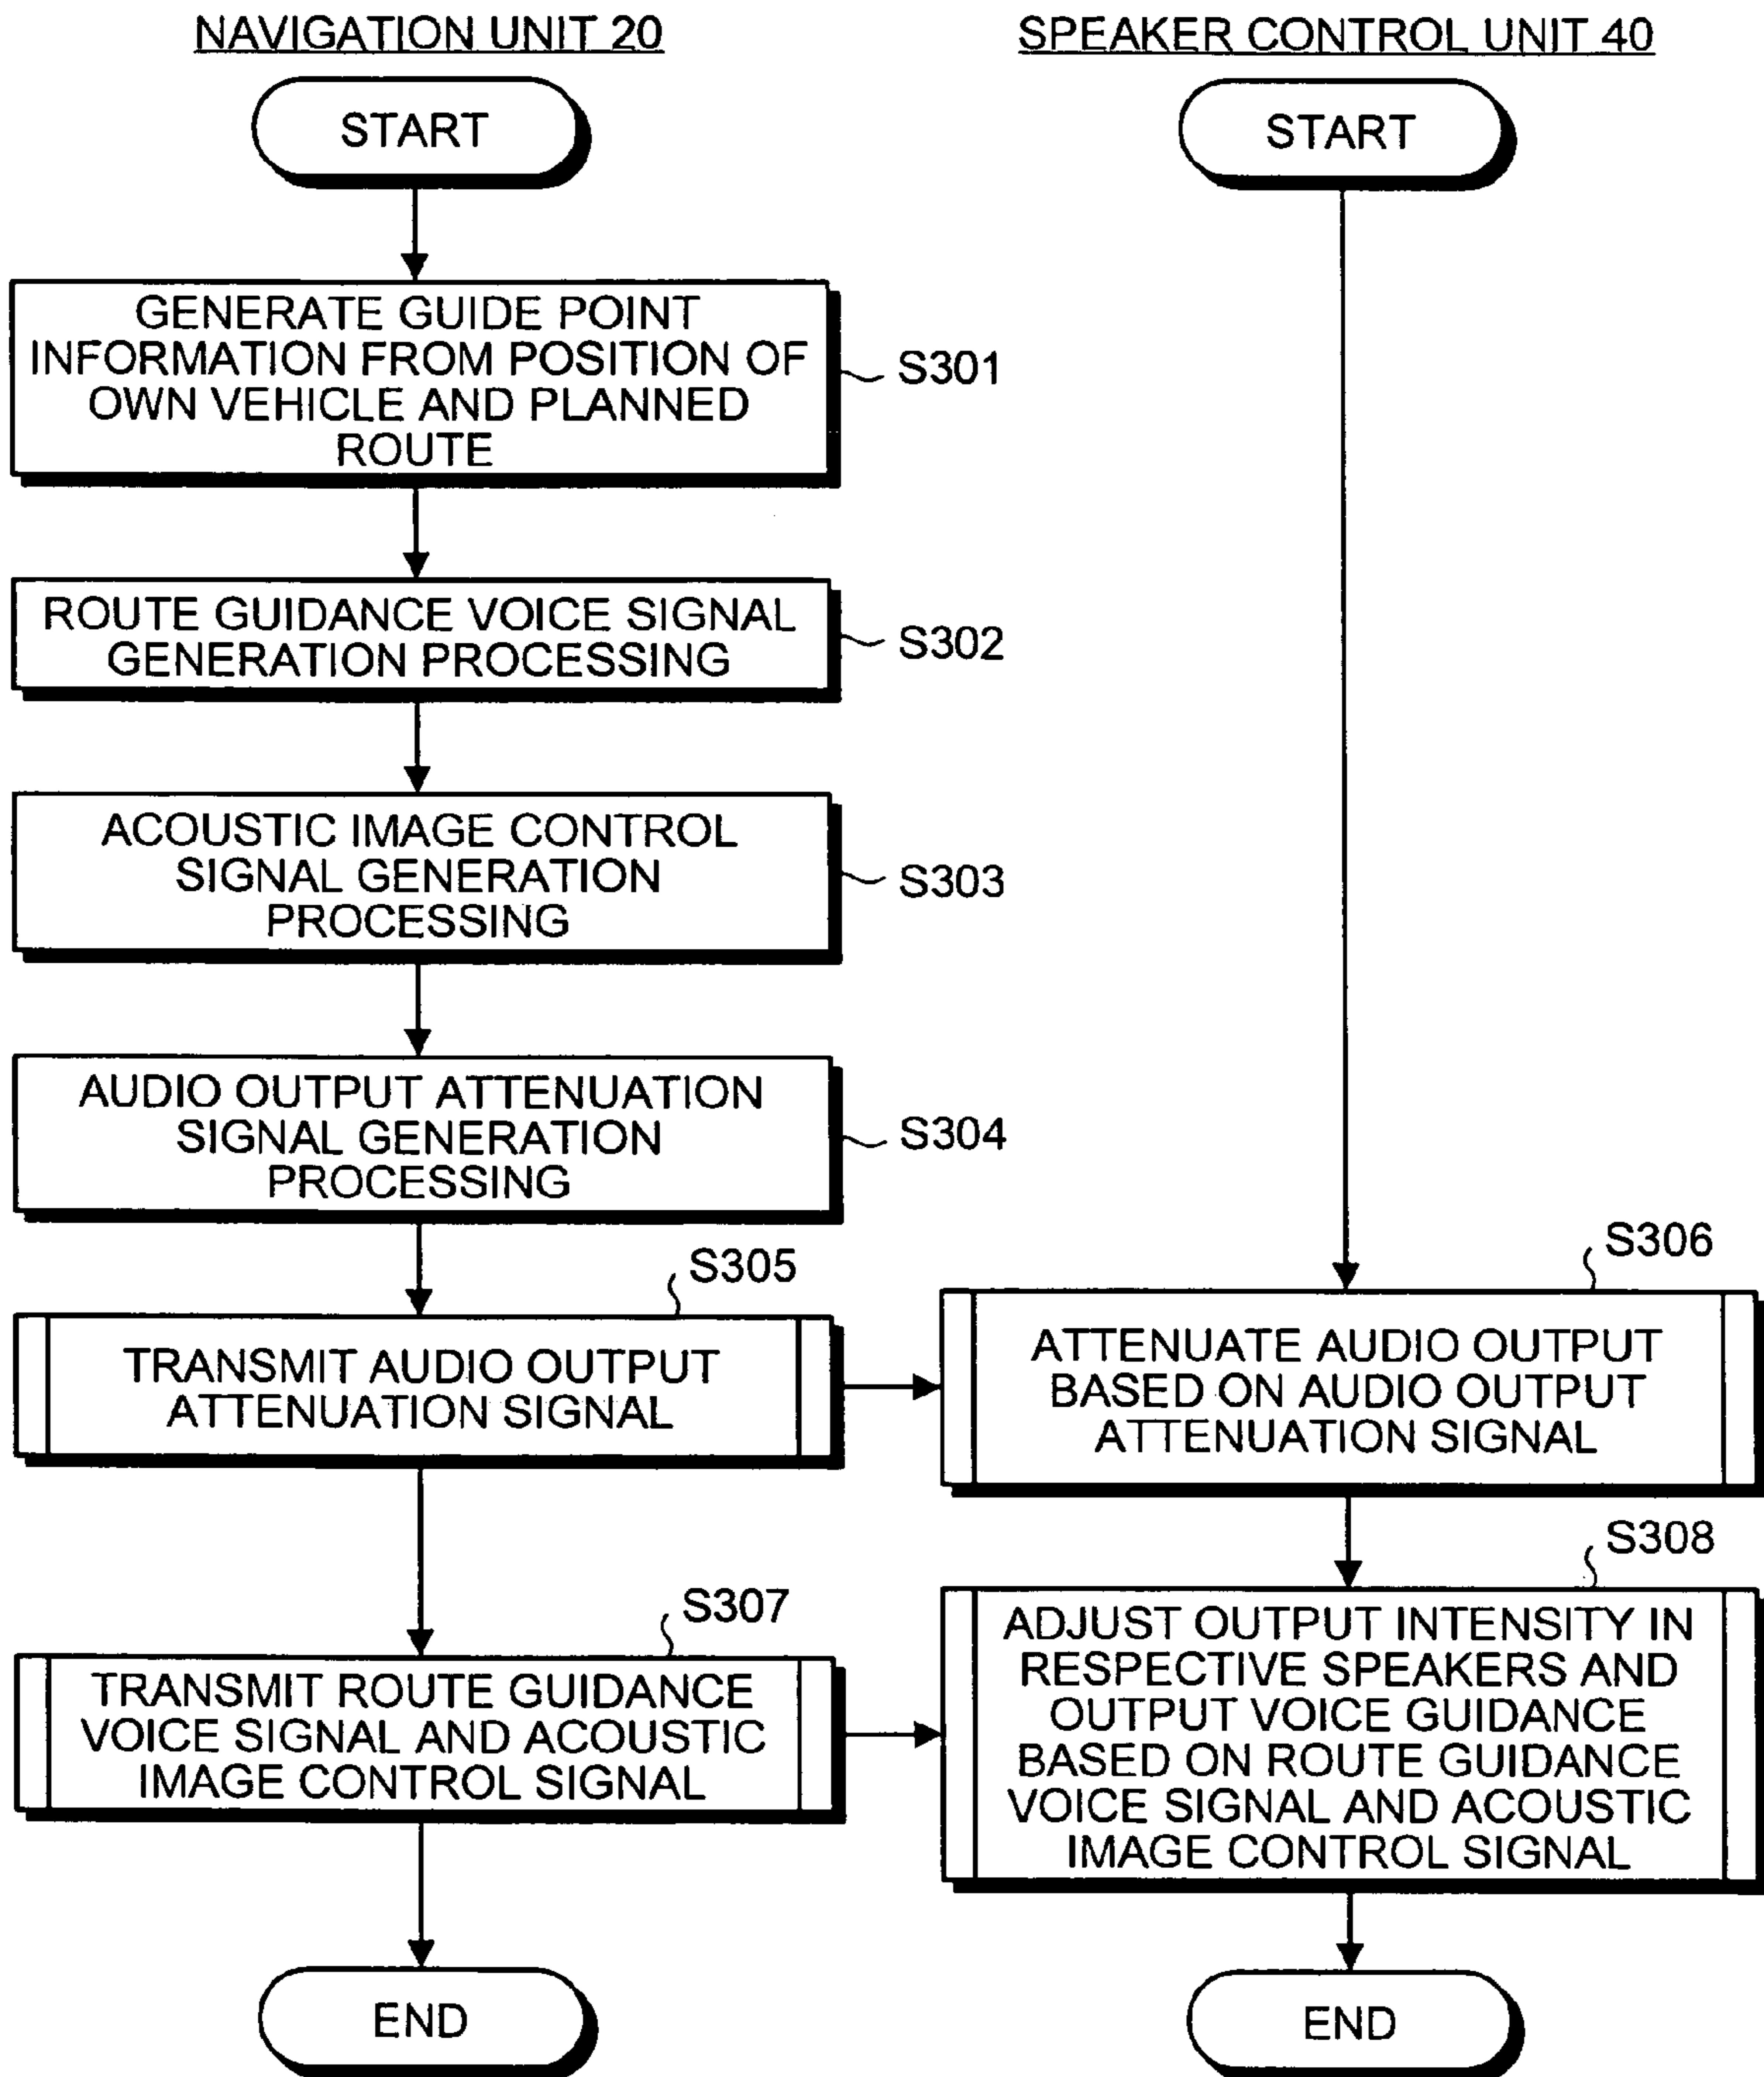 NAVIGATION UNIT 20
SPEAKER CONTROL UNIT 40
START
START
GENERATE GUIDE POINT
INFORMATION FROM POSITION OF
OWN VEHICLE AND PLANNED
ROUTE
S301
ROUTE GUIDANCE VOICE SIGNAL
GENERATION PROCESSING
S302
ACOUSTIC IMAGE CONTROL
SIGNAL GENERATION
PROCESSING
S303
AUDIO OUTPUT ATTENUATION
SIGNAL GENERATION
PROCESSING
S304
S305
TRANSMIT AUDIO OUTPUT
ATTENUATION SIGNAL
S306
ATTENUATE AUDIO OUTPUT
BASED ON AUDIO OUTPUT
ATTENUATION SIGNAL
S307
TRANSMIT ROUTE GUIDANCE
VOICE SIGNAL AND ACOUSTIC
IMAGE CONTROL SIGNAL
S308
ADJUST OUTPUT INTENSITY IN
RESPECTIVE SPEAKERS AND
OUTPUT VOICE GUIDANCE
BASED ON ROUTE GUIDANCE
VOICE SIGNAL AND ACOUSTIC
IMAGE CONTROL SIGNAL
END
END